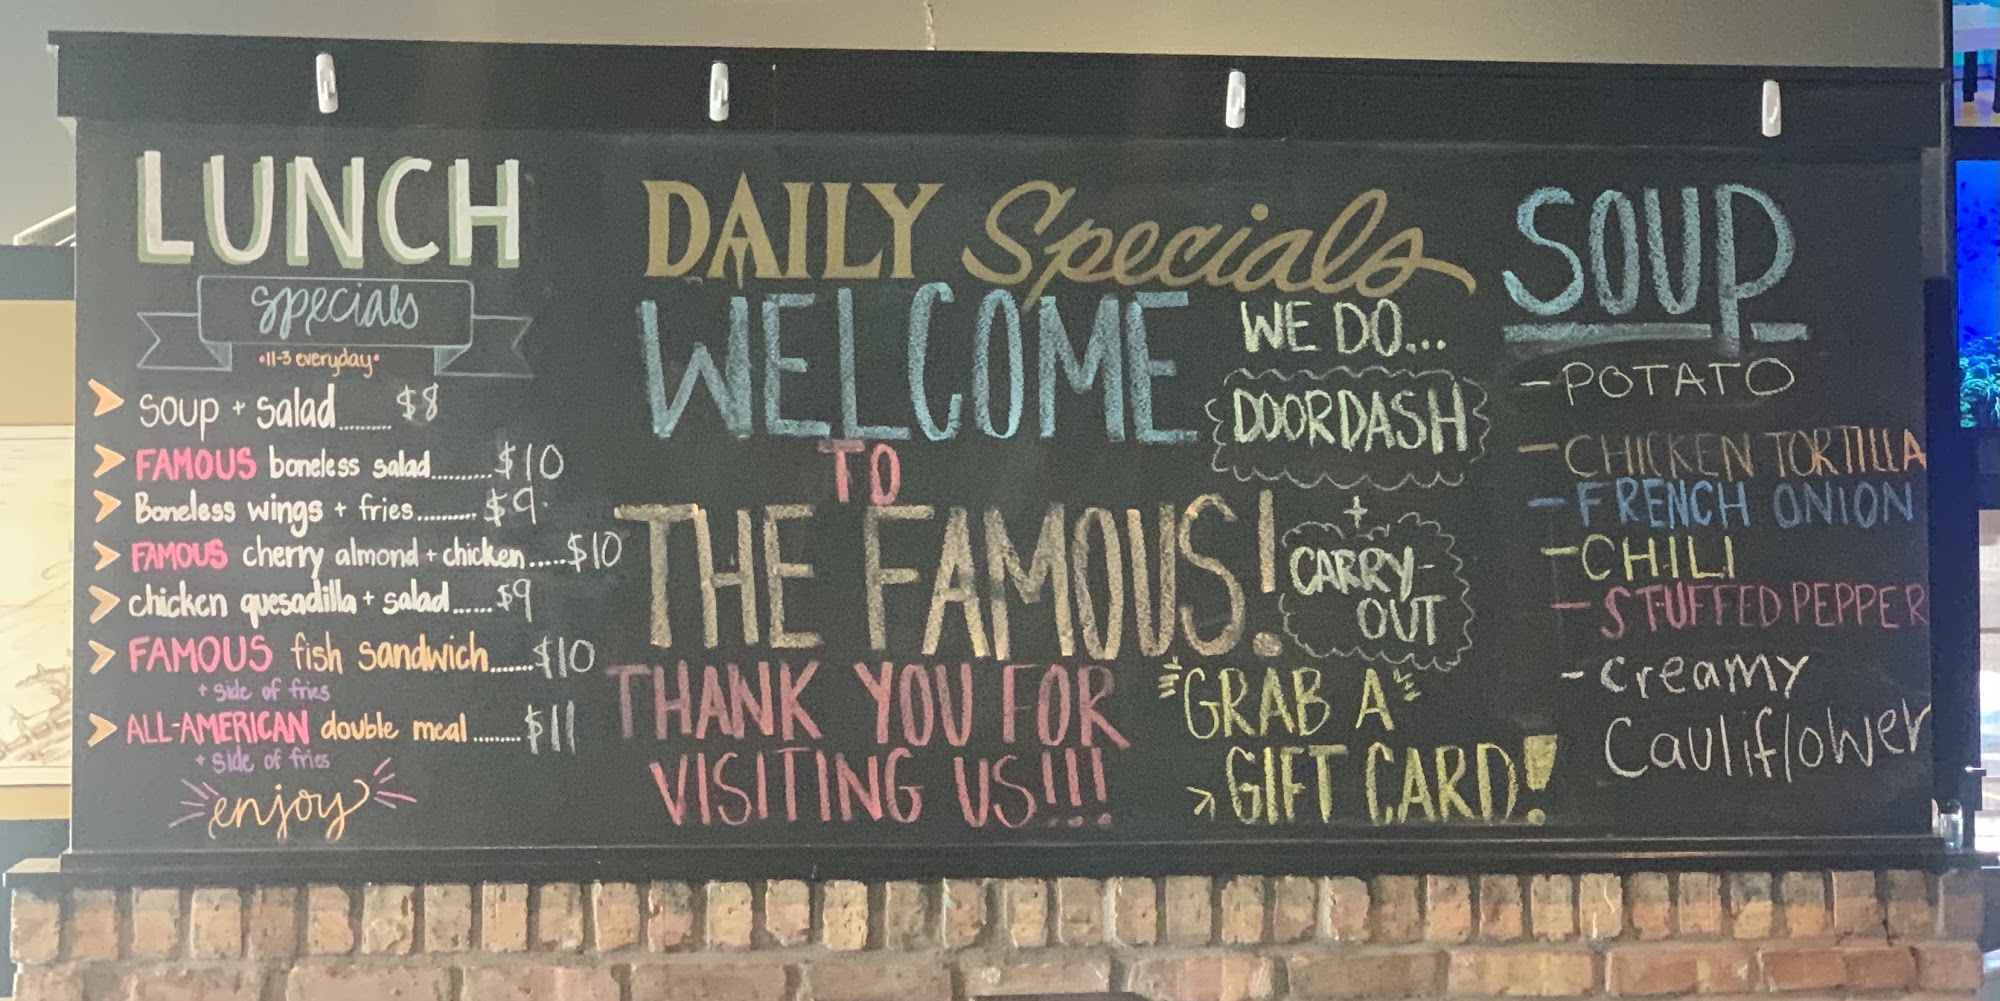 LUNCH
specials
•11-3 everyday•
soup + salad........ $8
FAMOUS boneless salad.........$10
Boneless wings + fries.........$9
FAMOUS cherry almond + chicken.....$10
chicken quesadilla + salad......$9
FAMOUS fish sandwich......$10
+ side of fries
ALL-AMERICAN double meal........$11
+ side of fries
enjoy
DAILY Specials
WELCOME
TO
THE FAMOUS!
THANK YOU FOR
VISITING US!!!
WE DO...
DOORDASH
+
CARRY-
OUT
GRAB A
GIFT CARD!
SOUP
-POTATO
-CHICKEN TORTILLA
-FRENCH ONION
-CHILI
-STUFFED PEPPER
-creamy
Cauliflower